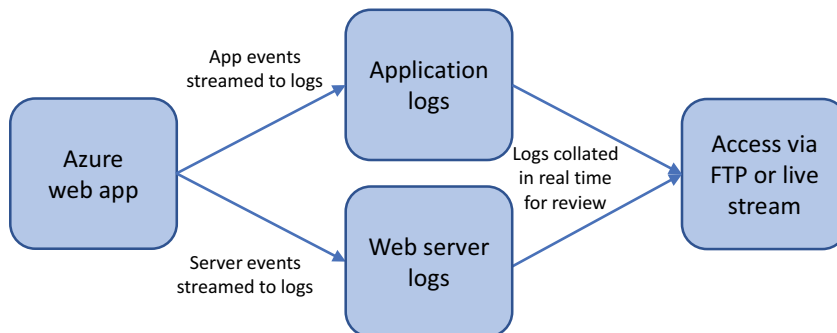 Azure
web app
App events
streamed to logs
Server events
streamed to logs
Application
logs
Web server
logs
Logs collated
in real time
for review
Access via
FTP or live
stream